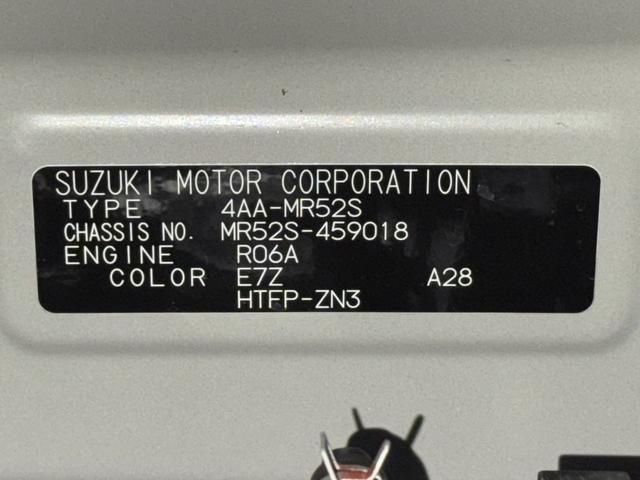 SUZUKI MOTOR CORPORATION
TYPE 4AA-MR52S
CHASSIS NO. MR52S-459018
ENGINE R06A
COLOR E7Z A28
HTFP-ZN3